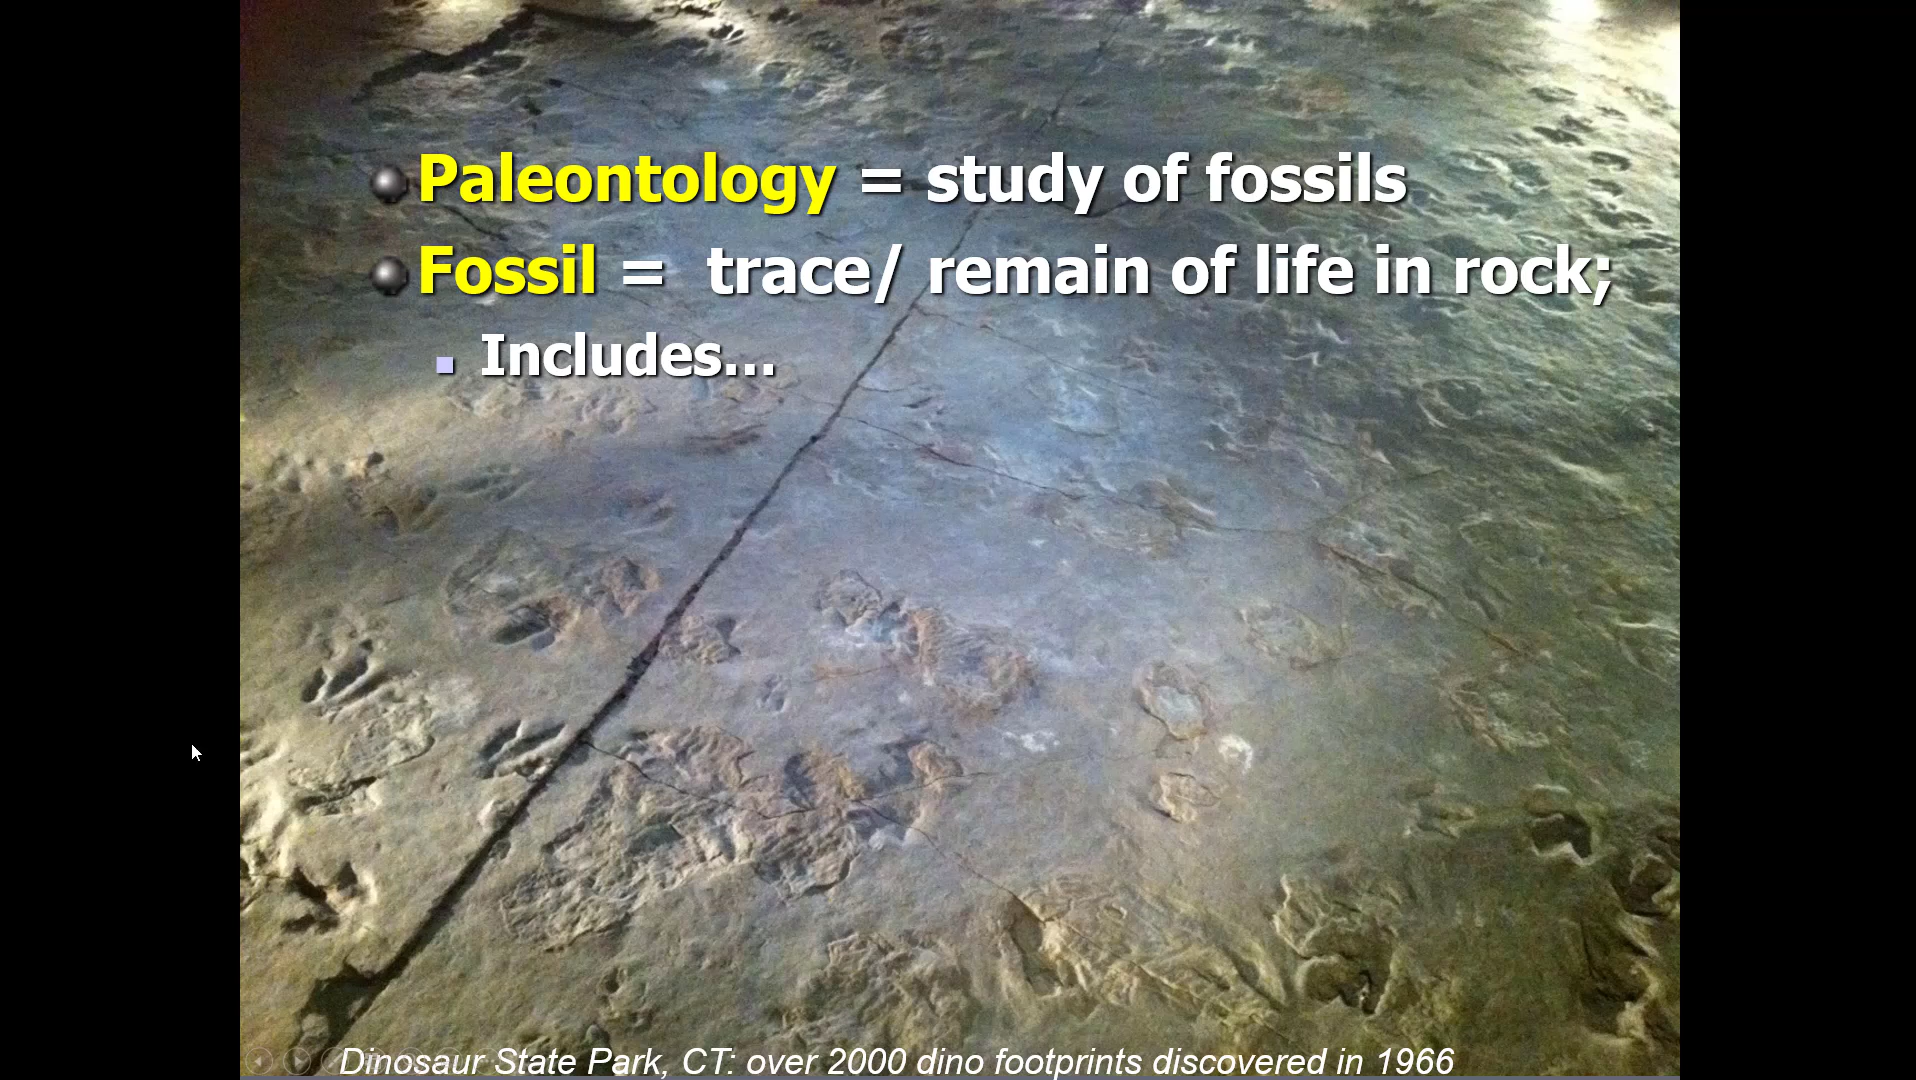 Paleontology = study of fossils
Fossil = trace/ remain of life in rock;
Includes...
Dinosaur State Park, CT: over 2000 dino footprints discovered in 1966